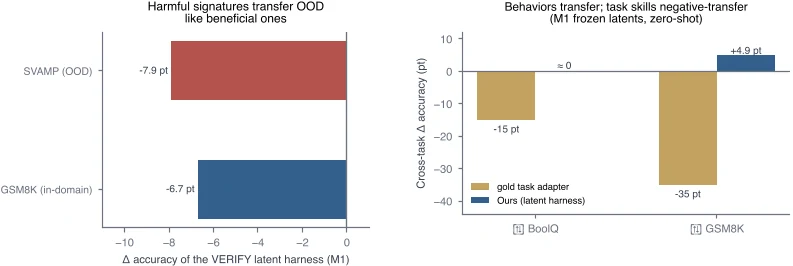 Harmful signatures transfer OOD
like beneficial ones
SVAMP (OOD)
-7.9 pt
GSM8K (in-domain)
-6.7 pt
−10 −8 −6 −4 −2 0
Δ accuracy of the VERIFY latent harness (M1)
Behaviors transfer; task skills negative-transfer
(M1 frozen latents, zero-shot)
Cross-task Δ accuracy (pt)
10
0
−10
−20
−30
−40
-15 pt
≈ 0
-35 pt
+4.9 pt
gold task adapter
Ours (latent harness)
BoolQ
GSM8K